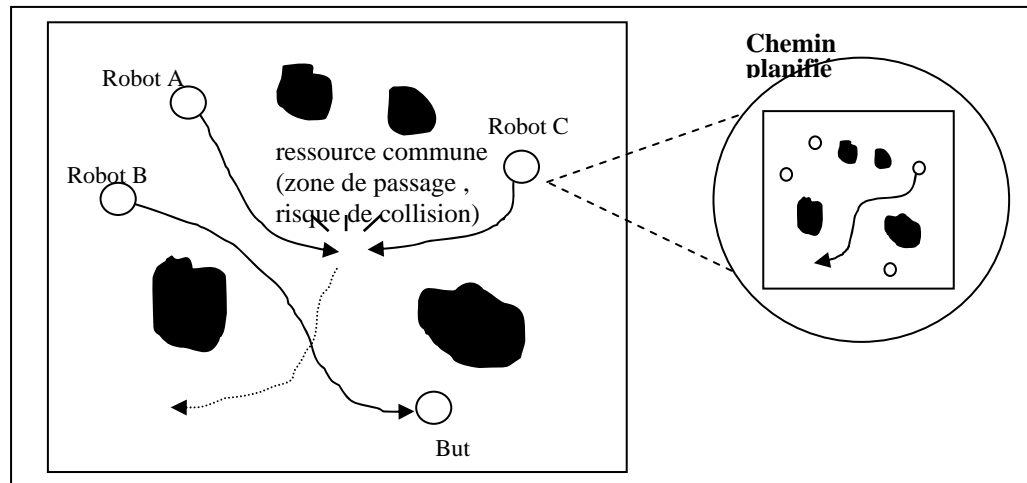 Chemin
planifié
Robot A
Robot C
ressource commune
(zone de passage ,
risque de collision)
Robot B
But